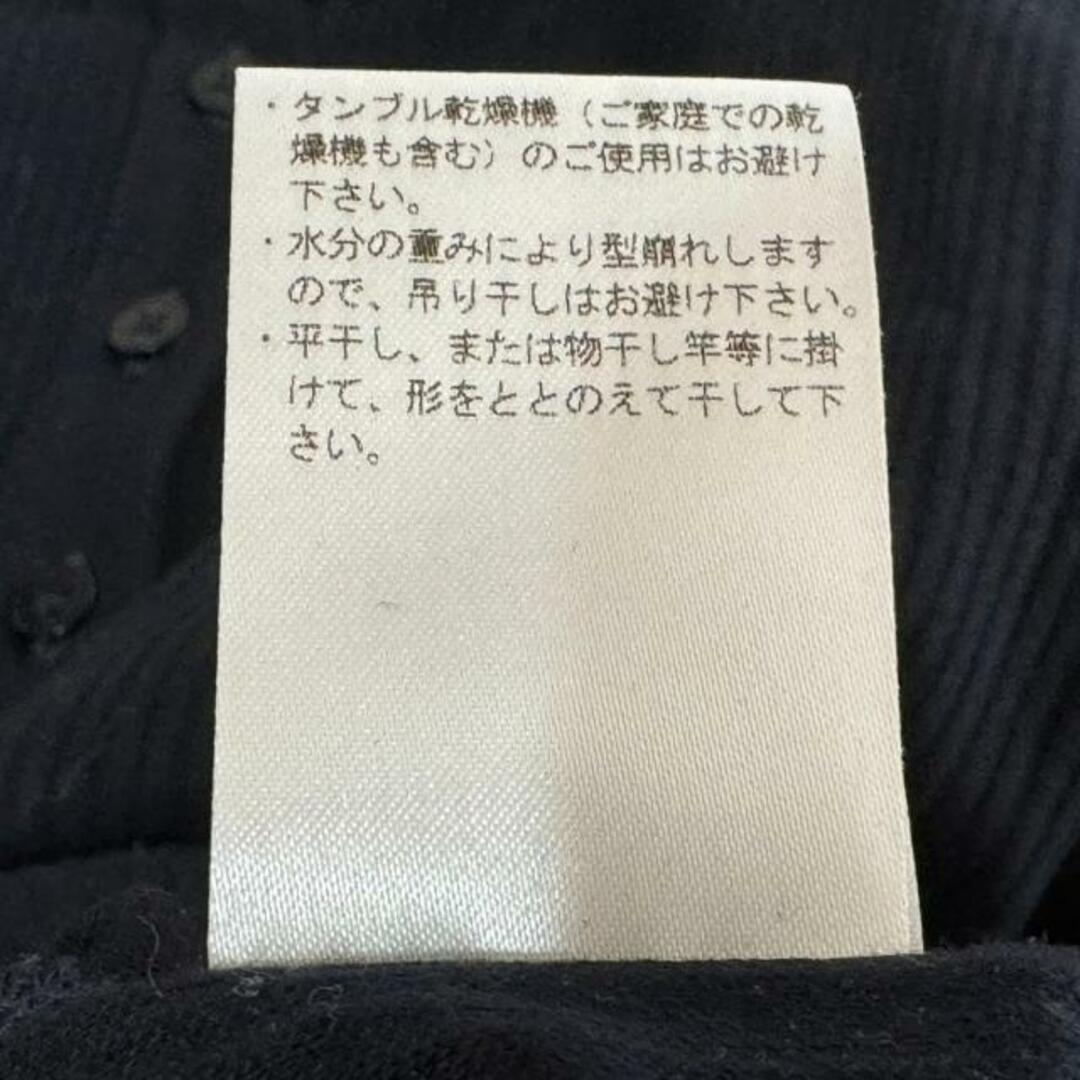 ・タンブル乾燥機（ご家庭での乾
燥機も含む）のご使用はお避け
下さい。
・水分の重みにより型崩れします
ので、吊り干しはお避け下さい。
・平干し、または物干し竿等に掛
けて、形をととのえて干して下
さい。